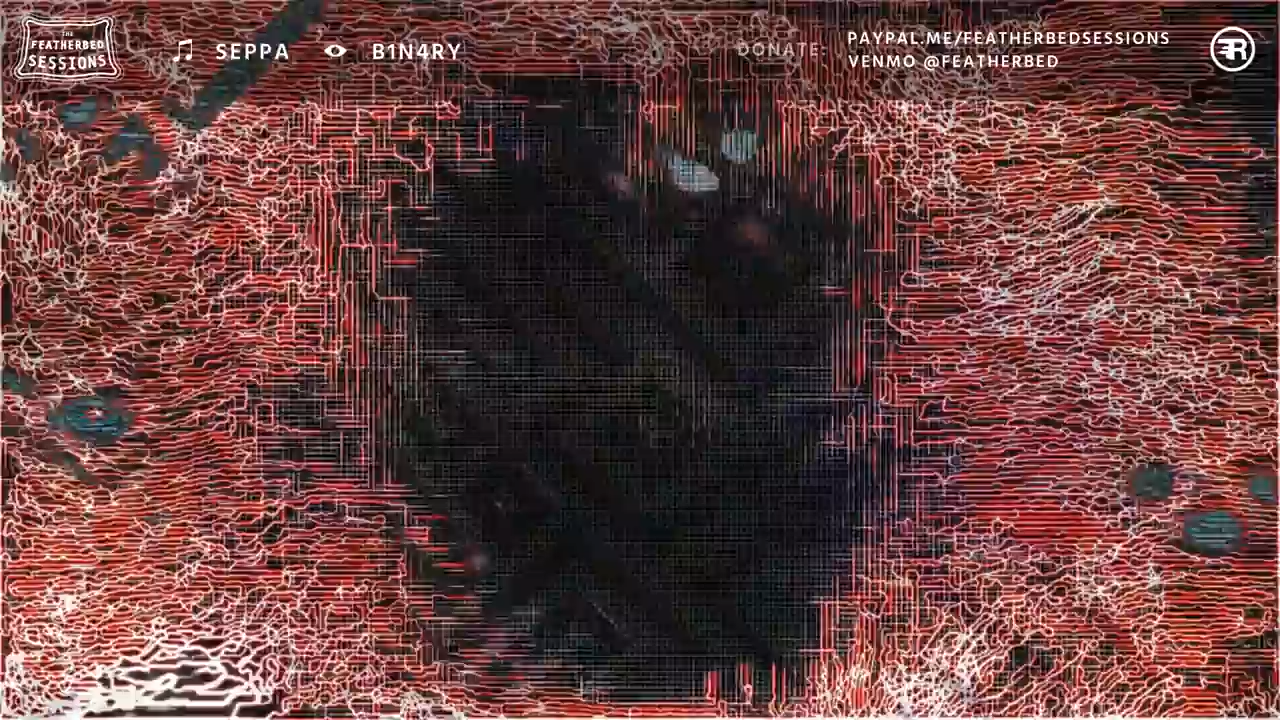 THE
FEATHERBED
SESSIONS
SEPPA
B1N4RY
DONATE:
PAYPAL.ME/FEATHERBEDSESSIONS
VENMO @FEATHERBED
R